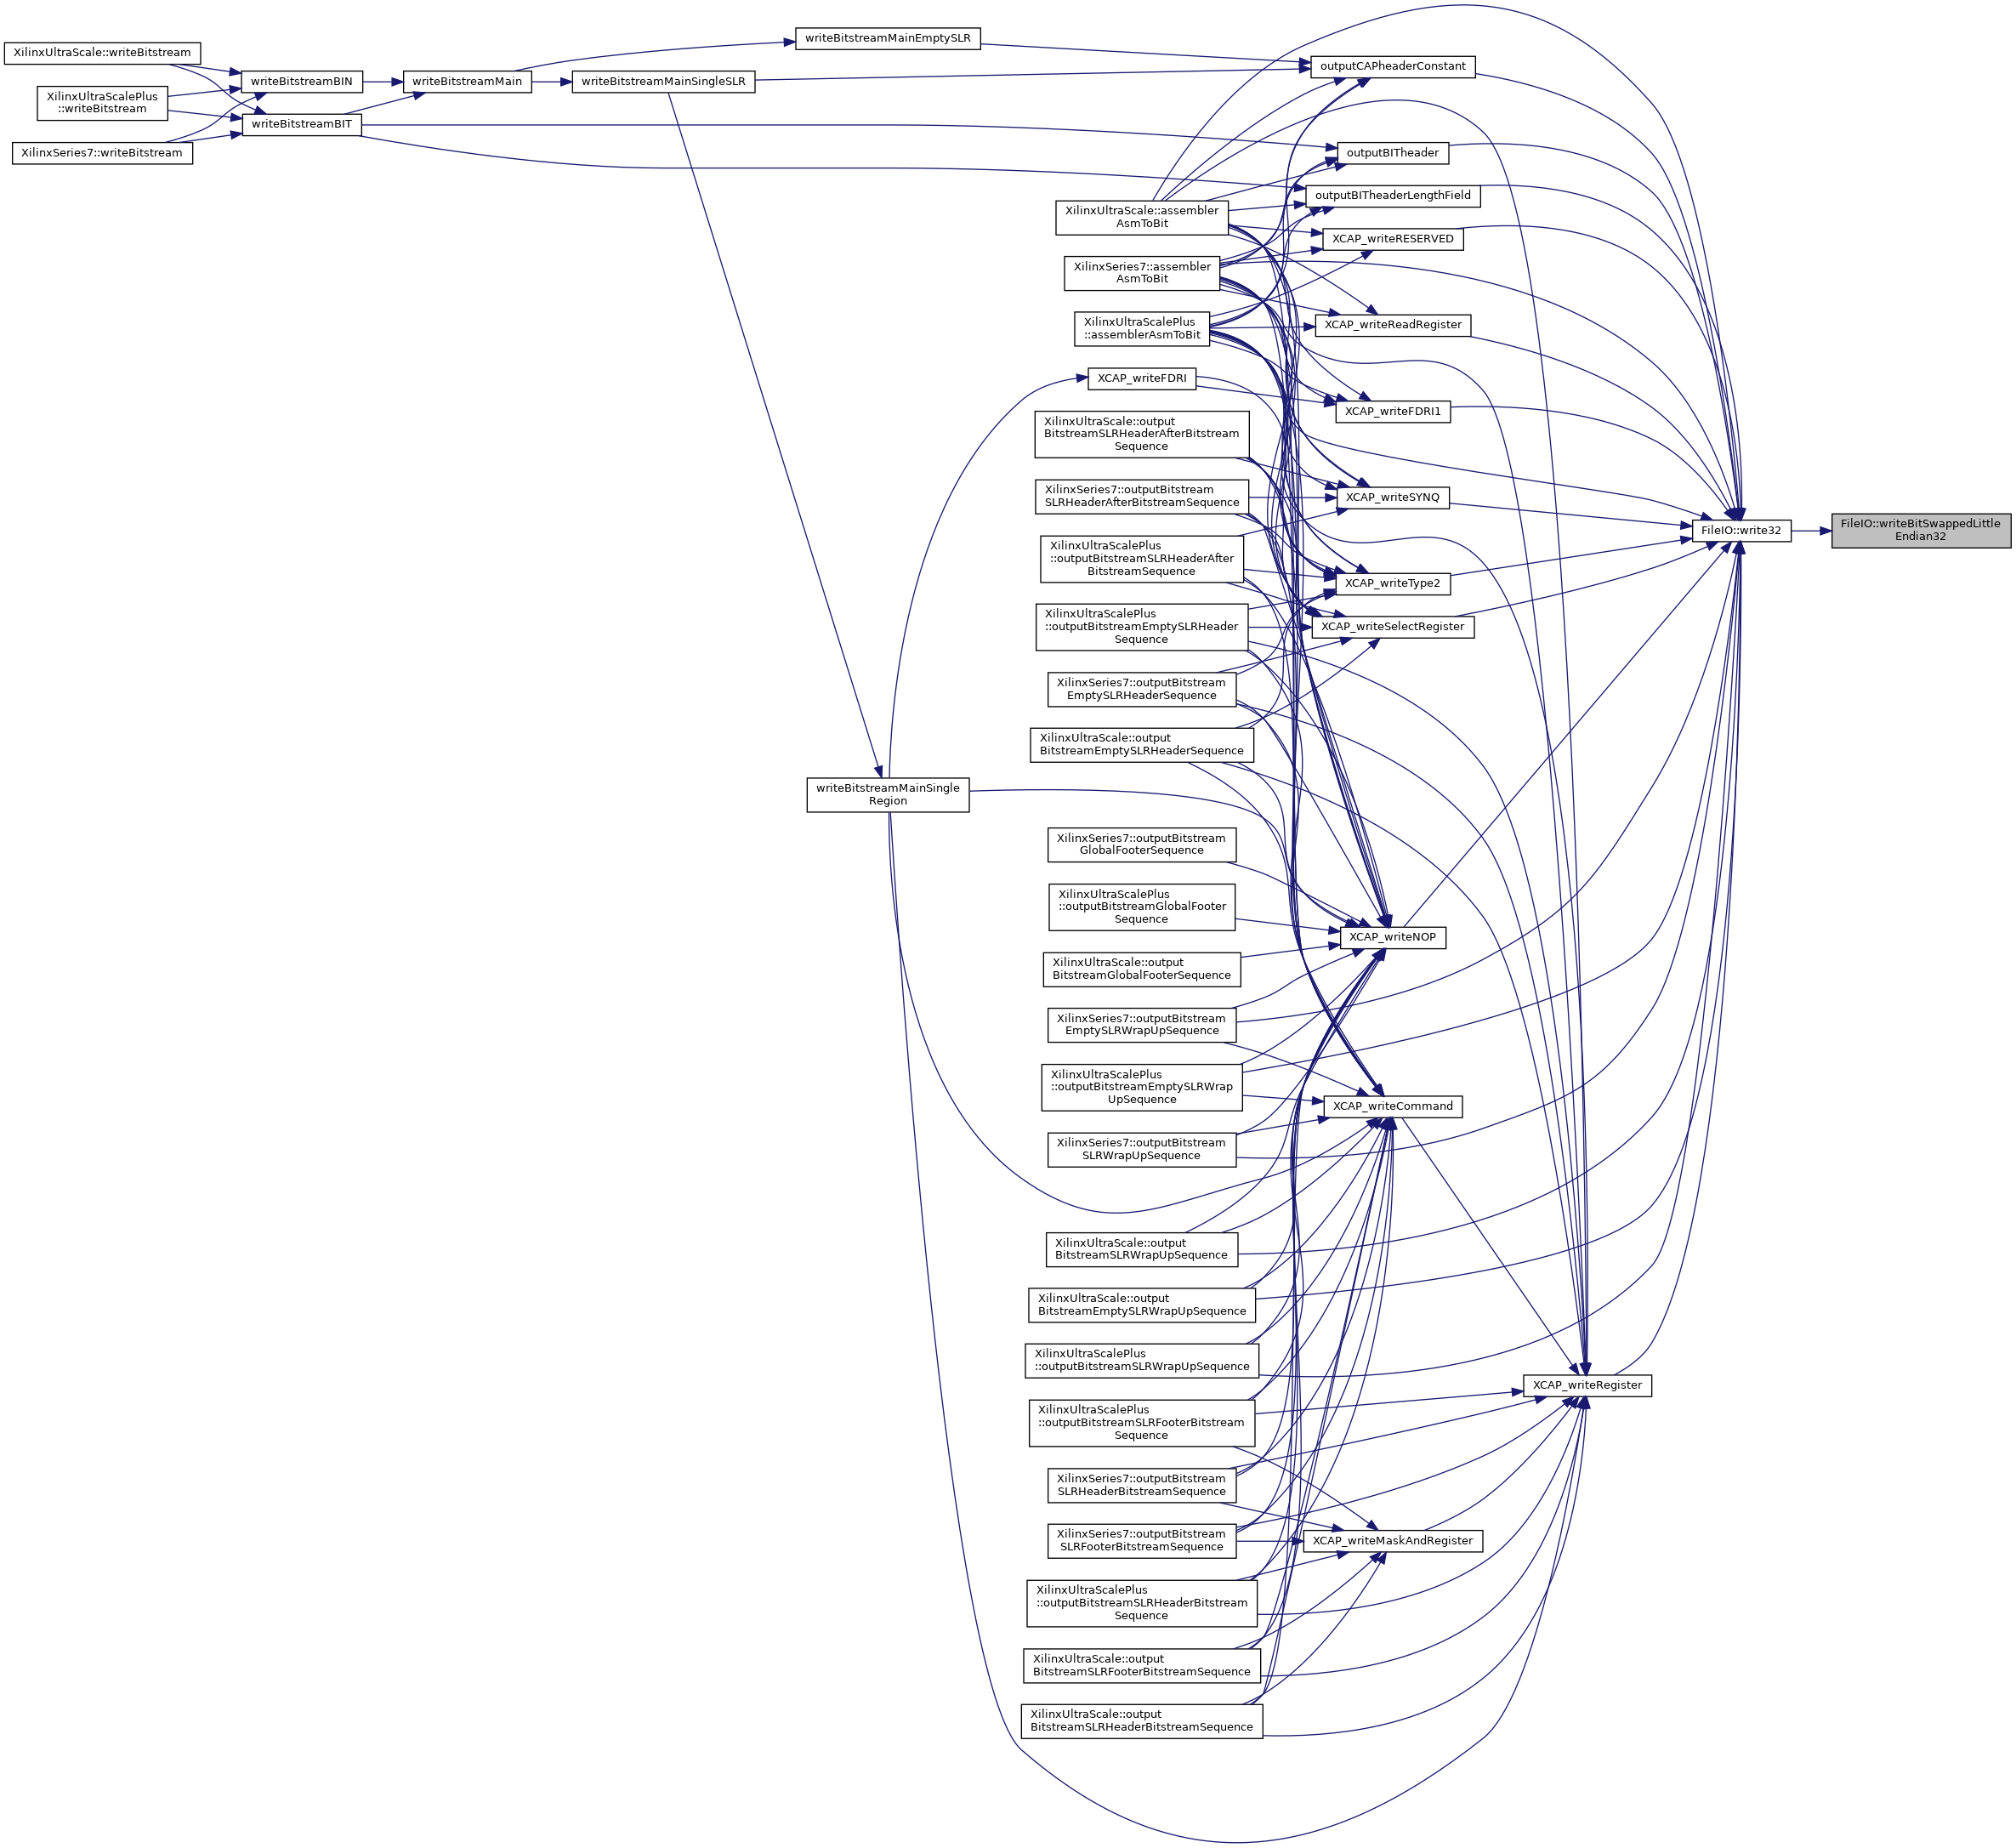 XilinxUltraScale::writeBitstream
XilinxUltraScalePlus
::writeBitstream
XilinxSeries7::writeBitstream
writeBitstreamBIN
writeBitstreamBIT
writeBitstreamMain
writeBitstreamMainEmptySLR
writeBitstreamMainSingleSLR
writeBitstreamMainSingle
Region
XilinxUltraScale::assembler
AsmToBit
XilinxSeries7::assembler
AsmToBit
XilinxUltraScalePlus
::assemblerAsmToBit
XCAP_writeFDRI
XilinxUltraScale::output
BitstreamSLRHeaderAfterBitstream
Sequence
XilinxSeries7::outputBitstream
SLRHeaderAfterBitstreamSequence
XilinxUltraScalePlus
::outputBitstreamSLRHeaderAfter
BitstreamSequence
XilinxUltraScalePlus
::outputBitstreamEmptySLRHeader
Sequence
XilinxSeries7::outputBitstream
EmptySLRHeaderSequence
XilinxUltraScale::output
BitstreamEmptySLRHeaderSequence
XilinxSeries7::outputBitstream
GlobalFooterSequence
XilinxUltraScalePlus
::outputBitstreamGlobalFooter
Sequence
XilinxUltraScale::output
BitstreamGlobalFooterSequence
XilinxSeries7::outputBitstream
EmptySLRWrapUpSequence
XilinxUltraScalePlus
::outputBitstreamEmptySLRWrap
UpSequence
XilinxSeries7::outputBitstream
SLRWrapUpSequence
XilinxUltraScale::output
BitstreamSLRWrapUpSequence
XilinxUltraScale::output
BitstreamEmptySLRWrapUpSequence
XilinxUltraScalePlus
::outputBitstreamSLRWrapUpSequence
XilinxUltraScalePlus
::outputBitstreamSLRFooterBitstream
Sequence
XilinxSeries7::outputBitstream
SLRHeaderBitstreamSequence
XilinxSeries7::outputBitstream
SLRFooterBitstreamSequence
XilinxUltraScalePlus
::outputBitstreamSLRHeaderBitstream
Sequence
XilinxUltraScale::output
BitstreamSLRFooterBitstreamSequence
XilinxUltraScale::output
BitstreamSLRHeaderBitstreamSequence
outputCAPheaderConstant
outputBITheader
outputBITheaderLengthField
XCAP_writeRESERVED
XCAP_writeReadRegister
XCAP_writeFDRI1
XCAP_writeSYNQ
XCAP_writeType2
XCAP_writeSelectRegister
XCAP_writeNOP
XCAP_writeCommand
XCAP_writeMaskAndRegister
XCAP_writeRegister
FileIO::write32
FileIO::writeBitSwappedLittle
Endian32